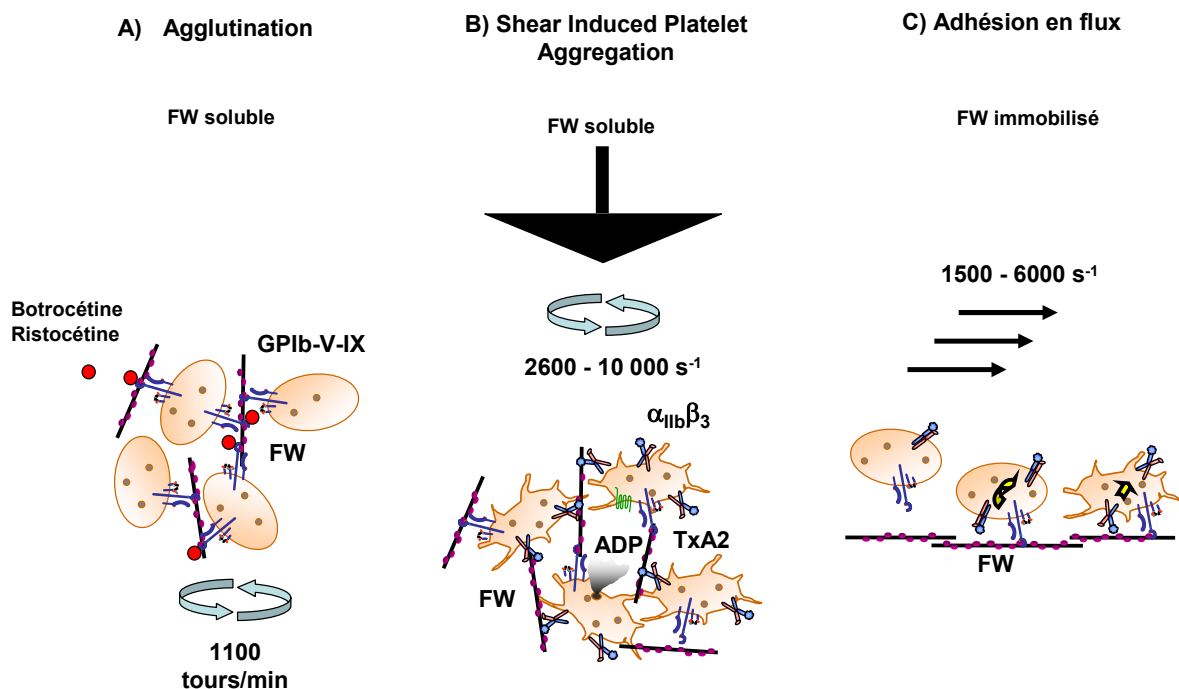 A) Agglutination
FW soluble
Botrocétine
Ristocétine
GPIb-V-IX
FW
1100
tours/min
B) Shear Induced Platelet
Aggregation
FW soluble
2600 - 10 000 s⁻¹
αIIbβ3
ADP
TxA2
FW
C) Adhésion en flux
FW immobilisé
1500 - 6000 s⁻¹
FW